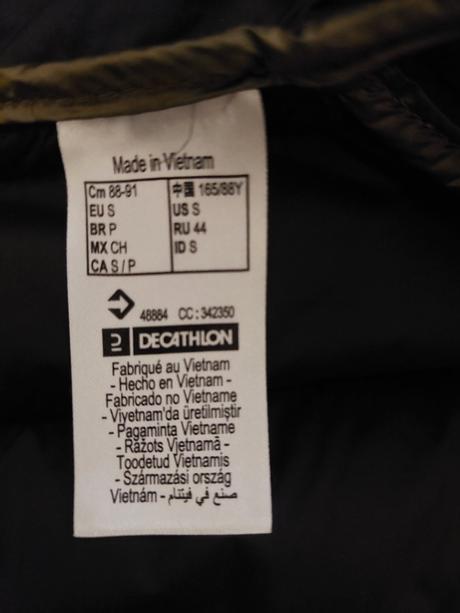 Made in Vietnam
Cm 88-91 中国 165/88Y
EU S US S
BR P RU 44
MX CH ID S
CA S / P
48884 CC : 342350
DECATHLON
Fabriqué au Vietnam
- Hecho en Vietnam -
Fabricado no Vietname
- Viyetnam'da üretilmiştir
- Pagaminta Vietname
- Ražots Vietnamā -
Toodetud Vietnamis
- Származási ország
Vietnám - صنع في فيتنام